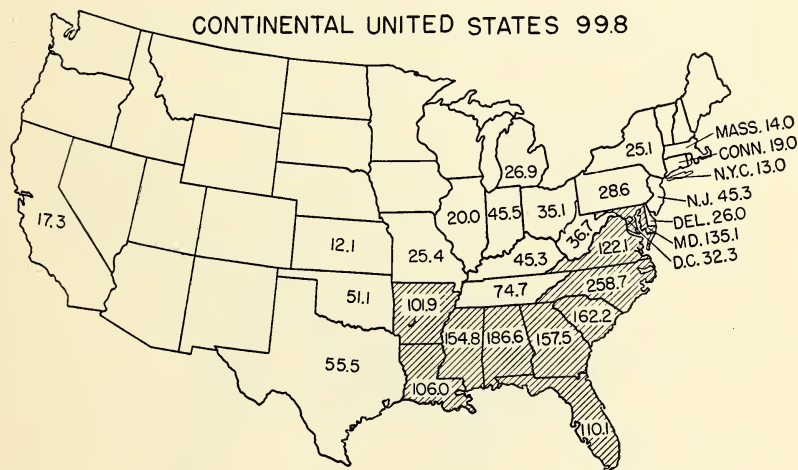 CONTINENTAL UNITED STATES 99.8
MASS. 14.0
CONN. 19.0
N.Y.C. 13.0
N.J. 45.3
DEL. 26.0
MD. 135.1
D.C. 32.3
25.1
26.9
28.6
17.3
20.0
45.5
35.1
36.7
12.1
25.4
45.3
122.1
51.1
101.9
74.7
258.7
162.2
55.5
154.8
186.6
157.5
106.0
110.1